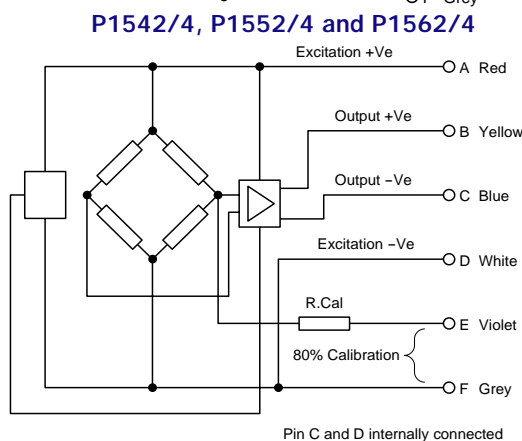 F Grey
P1542/4, P1552/4 and P1562/4
Excitation +Ve
A Red
Output +Ve
B Yellow
Output −Ve
C Blue
Excitation −Ve
D White
R.Cal
E Violet
80% Calibration
F Grey
Pin C and D internally connected